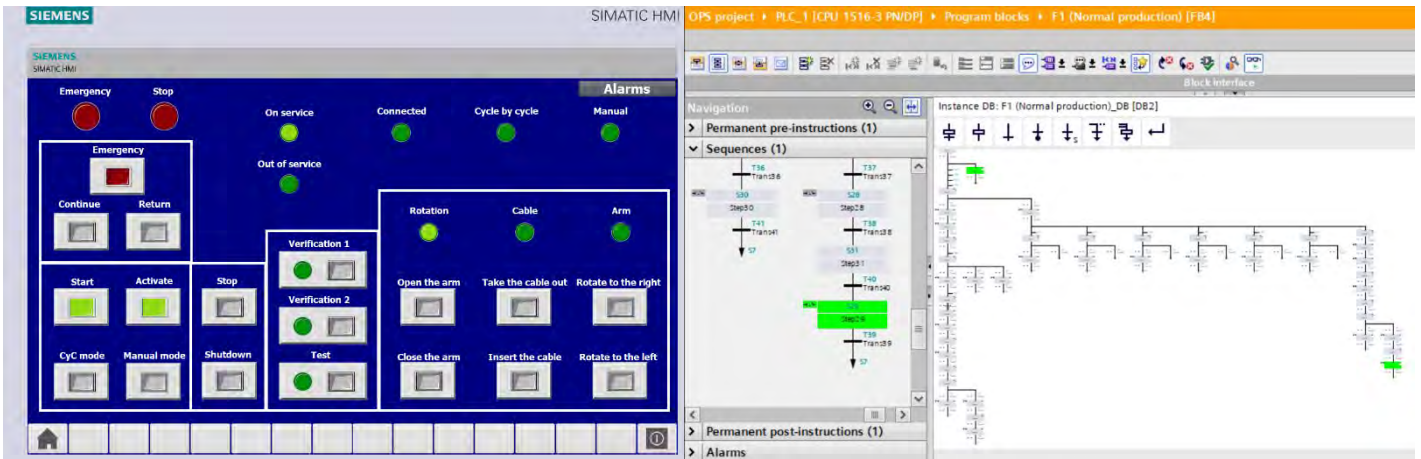 SIEMENS
SIMATIC HMI
SIEMENS
SIMATIC HMI
Alarms
Emergency
Stop
On service
Connected
Cycle by cycle
Manual
Out of service
Emergency
Continue
Return
Rotation
Cable
Arm
Verification 1
Start
Activate
Stop
Open the arm
Take the cable out
Rotate to the right
Verification 2
CyC mode
Manual mode
Shutdown
Test
Close the arm
Insert the cable
Rotate to the left
OPS project
PLC_1 [CPU 1516-3 PN/DP]
Program blocks
F1 (Normal production) [FB4]
Block interface
Navigation
Permanent pre-instructions (1)
Sequences (1)
T36
Trans36
T37
Trans37
S30
Step30
S28
Step28
T41
Trans41
T38
Trans38
S7
S31
Step31
T40
Trans40
Step29
T39
Trans39
S7
Permanent post-instructions (1)
Alarms
Instance DB: F1 (Normal production)_DB [DB2]